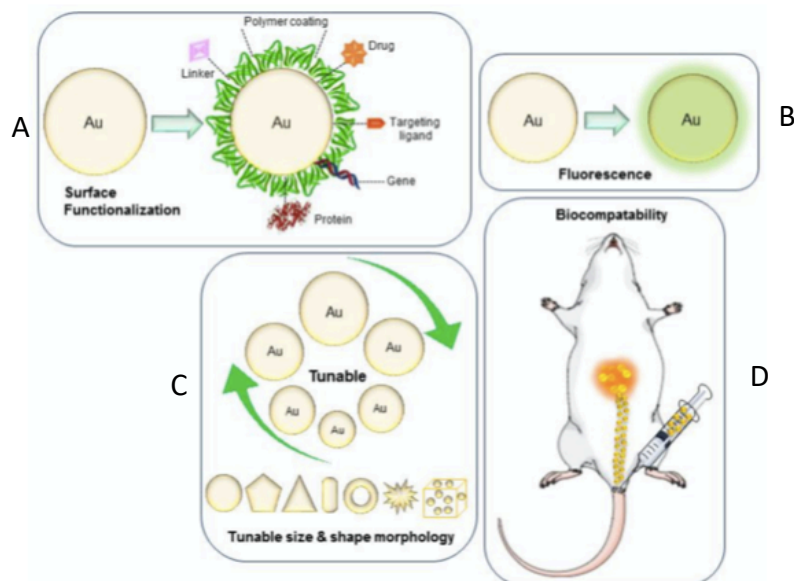 A
Polymer coating
Linker
Drug
Au
Au
Targeting
ligand
Gene
Protein
Surface
Functionalization
B
Au
Au
Fluorescence
C
Au
Au
Au
Tunable
Au
Au
Au
Tunable size & shape morphology
D
Biocompatability